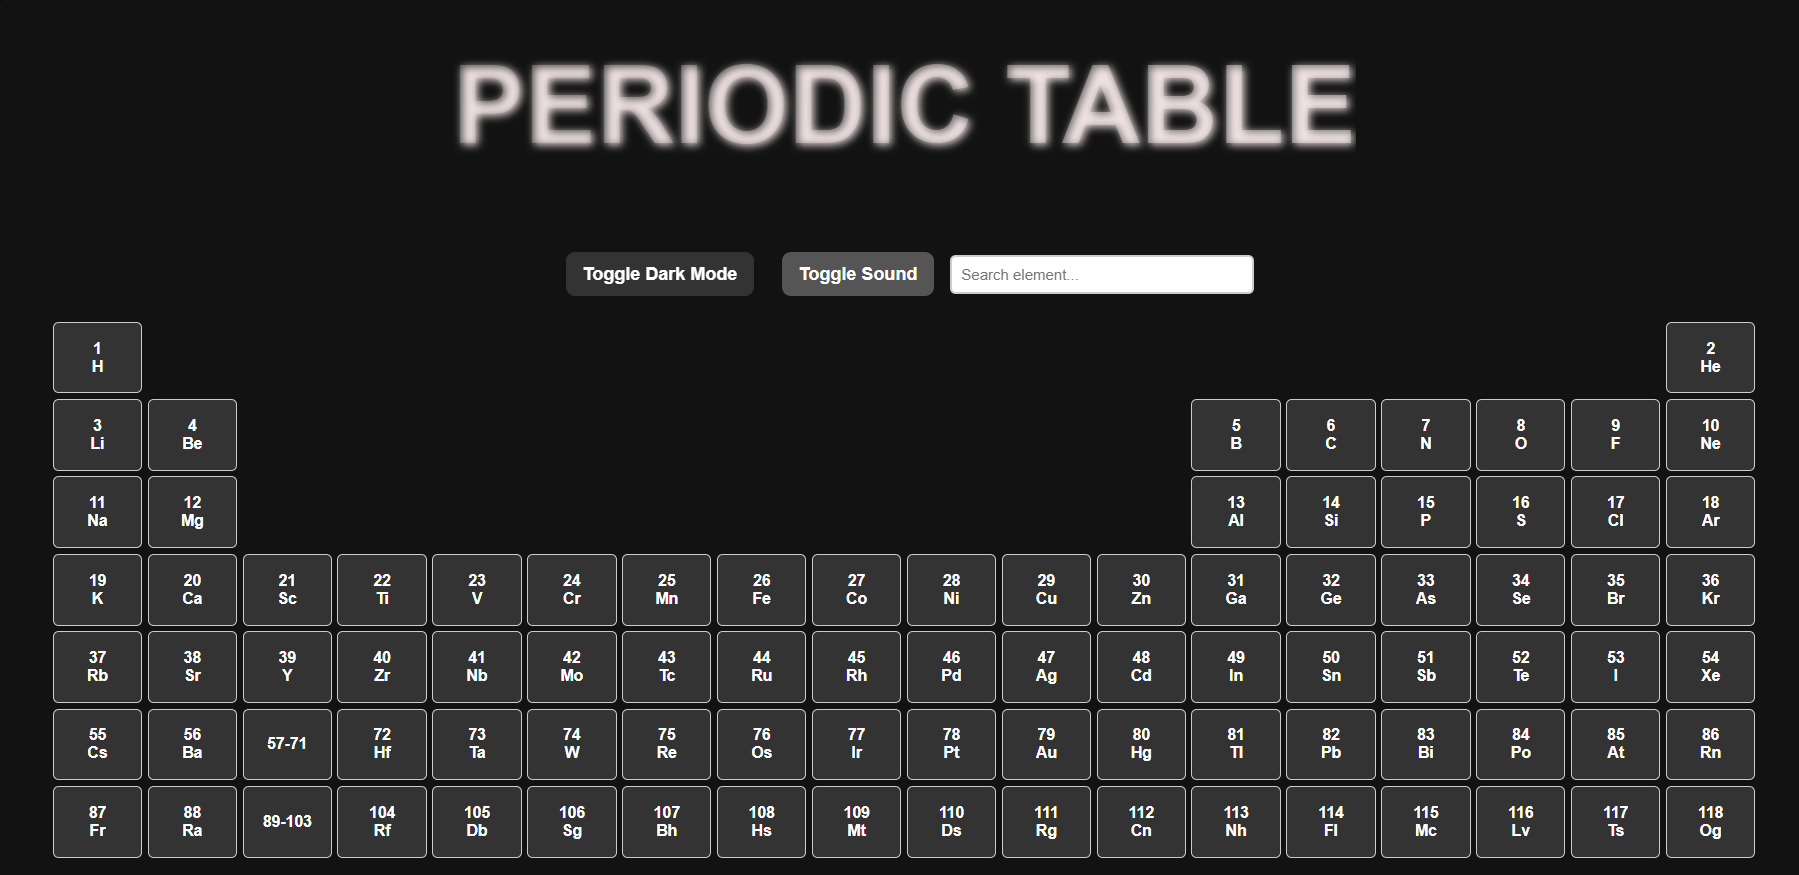 PERIODIC TABLE
Toggle Dark Mode Toggle Sound Search element...
1 2
H He
3 4 5 6 7 8 9 10
Li Be B C N O F Ne
11 12 13 14 15 16 17 18
Na Mg Al Si P S Cl Ar
19 20 21 22 23 24 25 26 27 28 29 30 31 32 33 34 35 36
K Ca Sc Ti V Cr Mn Fe Co Ni Cu Zn Ga Ge As Se Br Kr
37 38 39 40 41 42 43 44 45 46 47 48 49 50 51 52 53 54
Rb Sr Y Zr Nb Mo Tc Ru Rh Pd Ag Cd In Sn Sb Te I Xe
55 56 57-71 72 73 74 75 76 77 78 79 80 81 82 83 84 85 86
Cs Ba Hf Ta W Re Os Ir Pt Au Hg Tl Pb Bi Po At Rn
87 88 89-103 104 105 106 107 108 109 110 111 112 113 114 115 116 117 118
Fr Ra Rf Db Sg Bh Hs Mt Ds Rg Cn Nh Fl Mc Lv Ts Og